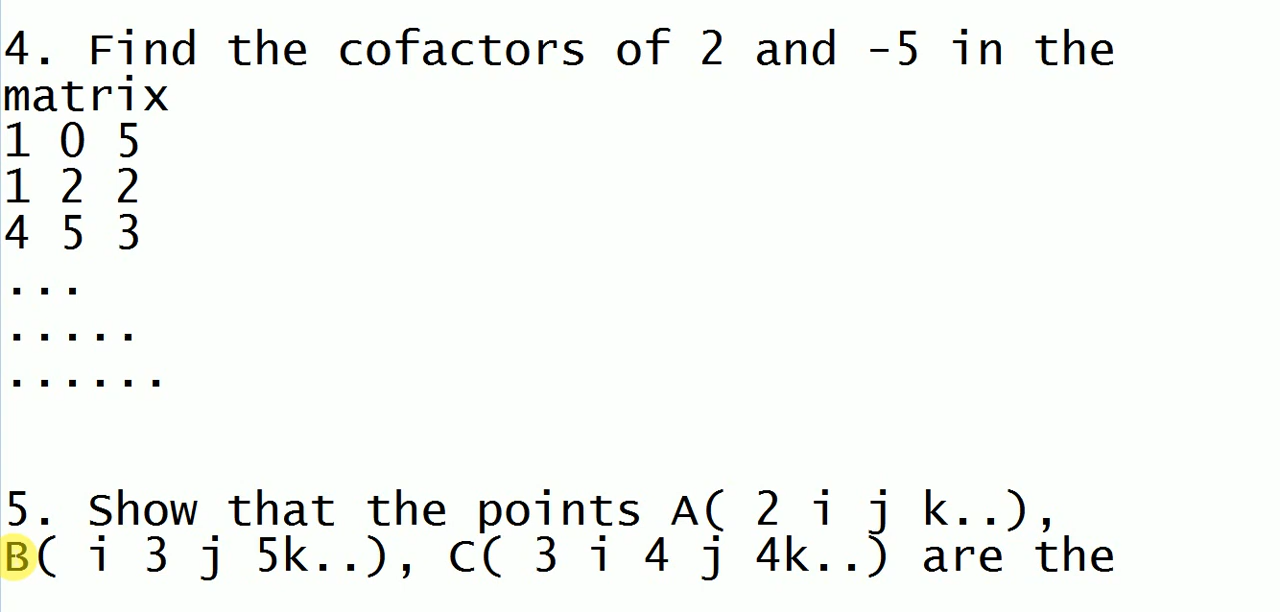 4. Find the cofactors of 2 and -5 in the
matrix
1 0 5
1 2 2
4 5 3
...
.....
......
5. Show that the points A( 2 i j k..),
B( i 3 j 5k..), C( 3 i 4 j 4k..) are the